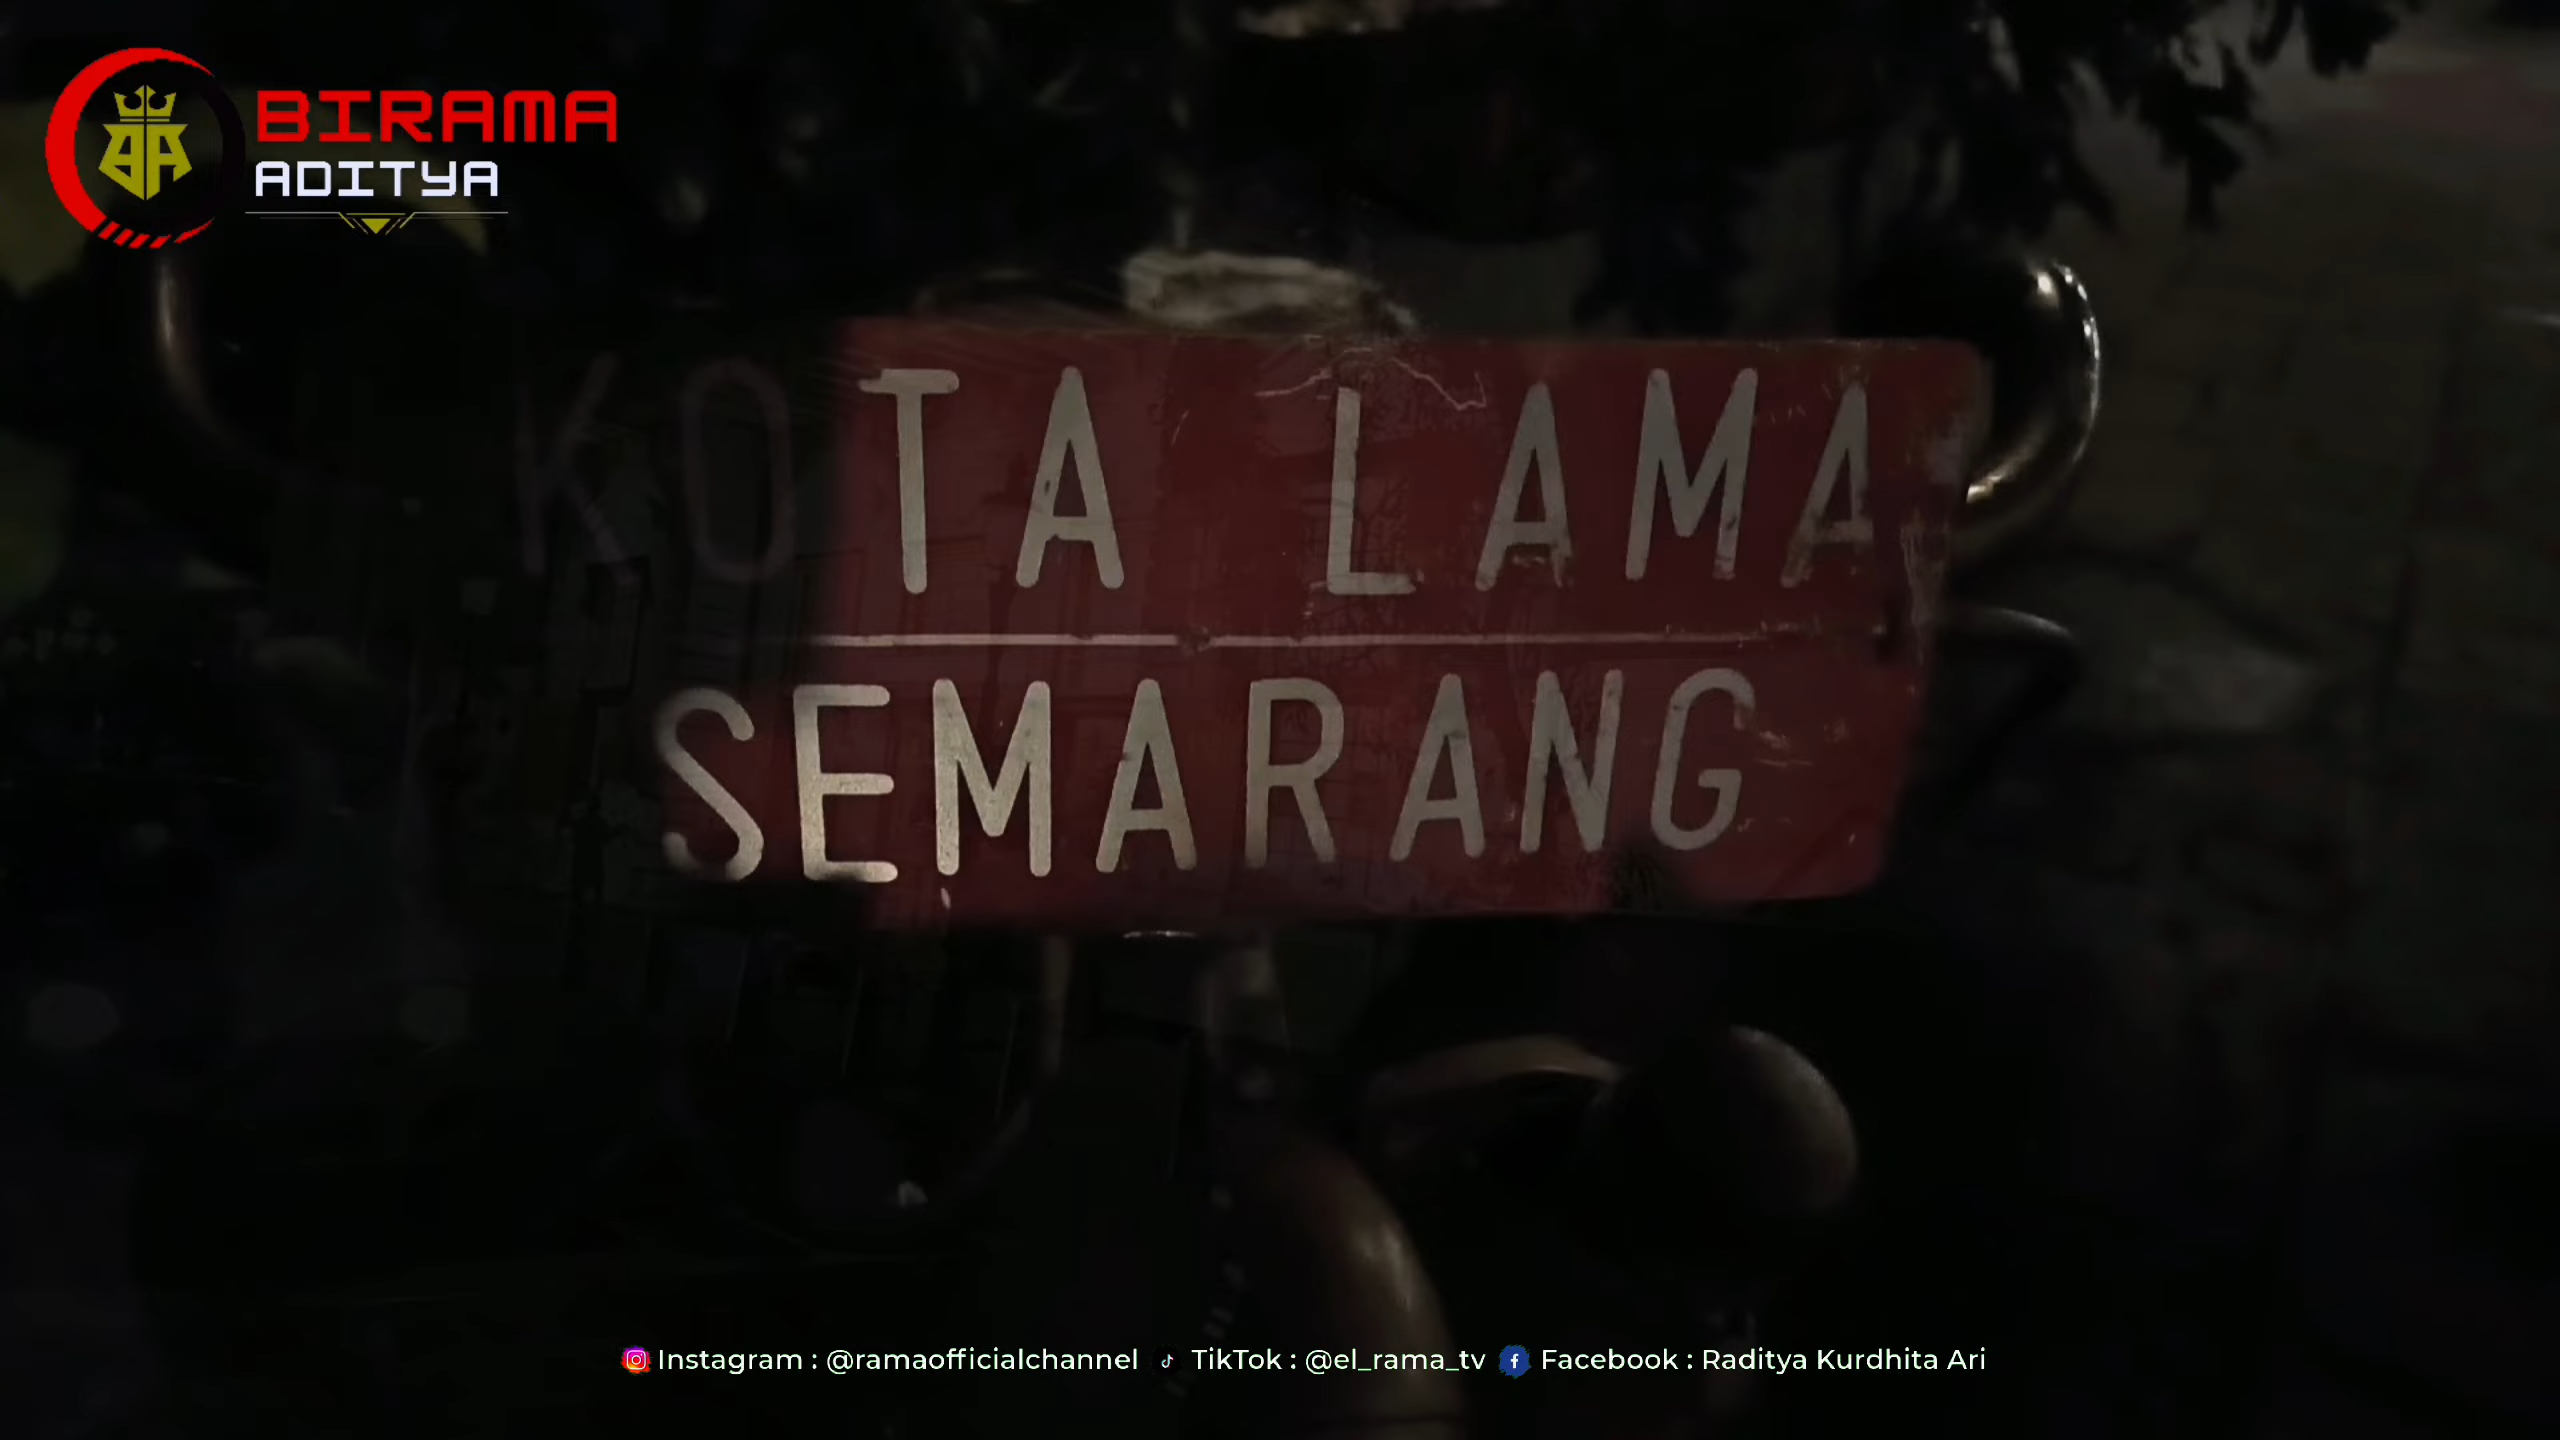 BIRAMA
ADITYA
KOTA LAMA
SEMARANG
Instagram : @ramaofficialchannel TikTok : @el_rama_tv Facebook : Raditya Kurdhita Ari